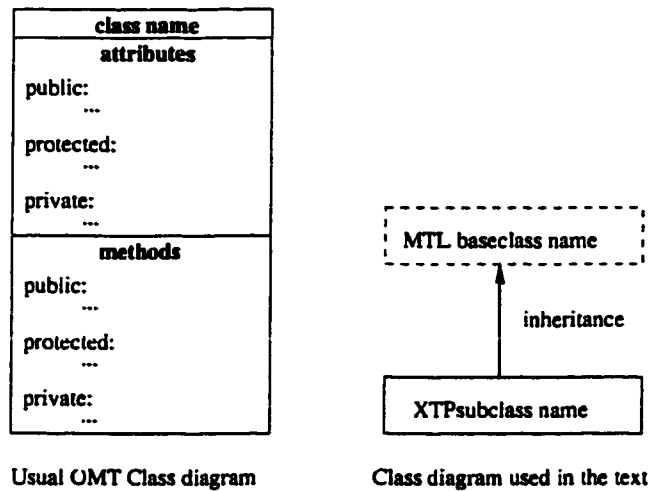 class name
attributes
public:
...
protected:
...
private:
...
methods
public:
...
protected:
...
private:
...
Usual OMT Class diagram
MTL baseclass name
inheritance
XTPsubclass name
Class diagram used in the text